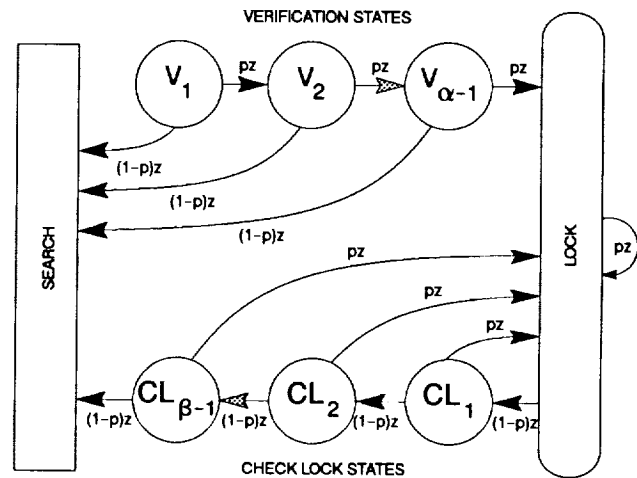 VERIFICATION STATES
V1
pz
V2
pz
Vα-1
pz
(1-p)z
(1-p)z
(1-p)z
SEARCH
LOCK
pz
pz
pz
pz
CLβ-1
CL2
CL1
(1-p)z
(1-p)z
(1-p)z
(1-p)z
CHECK LOCK STATES